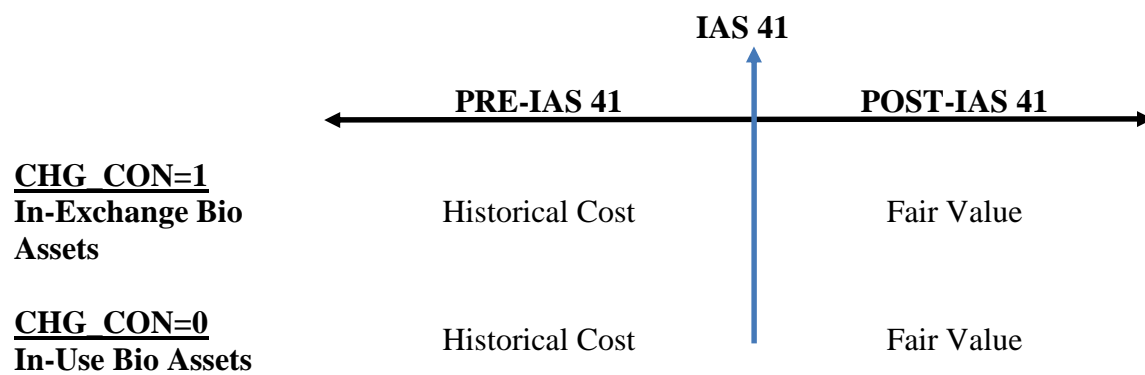 IAS 41
PRE-IAS 41 POST-IAS 41
CHG_CON=1
In-Exchange Bio
Assets
Historical Cost Fair Value
CHG_CON=0
In-Use Bio Assets
Historical Cost Fair Value